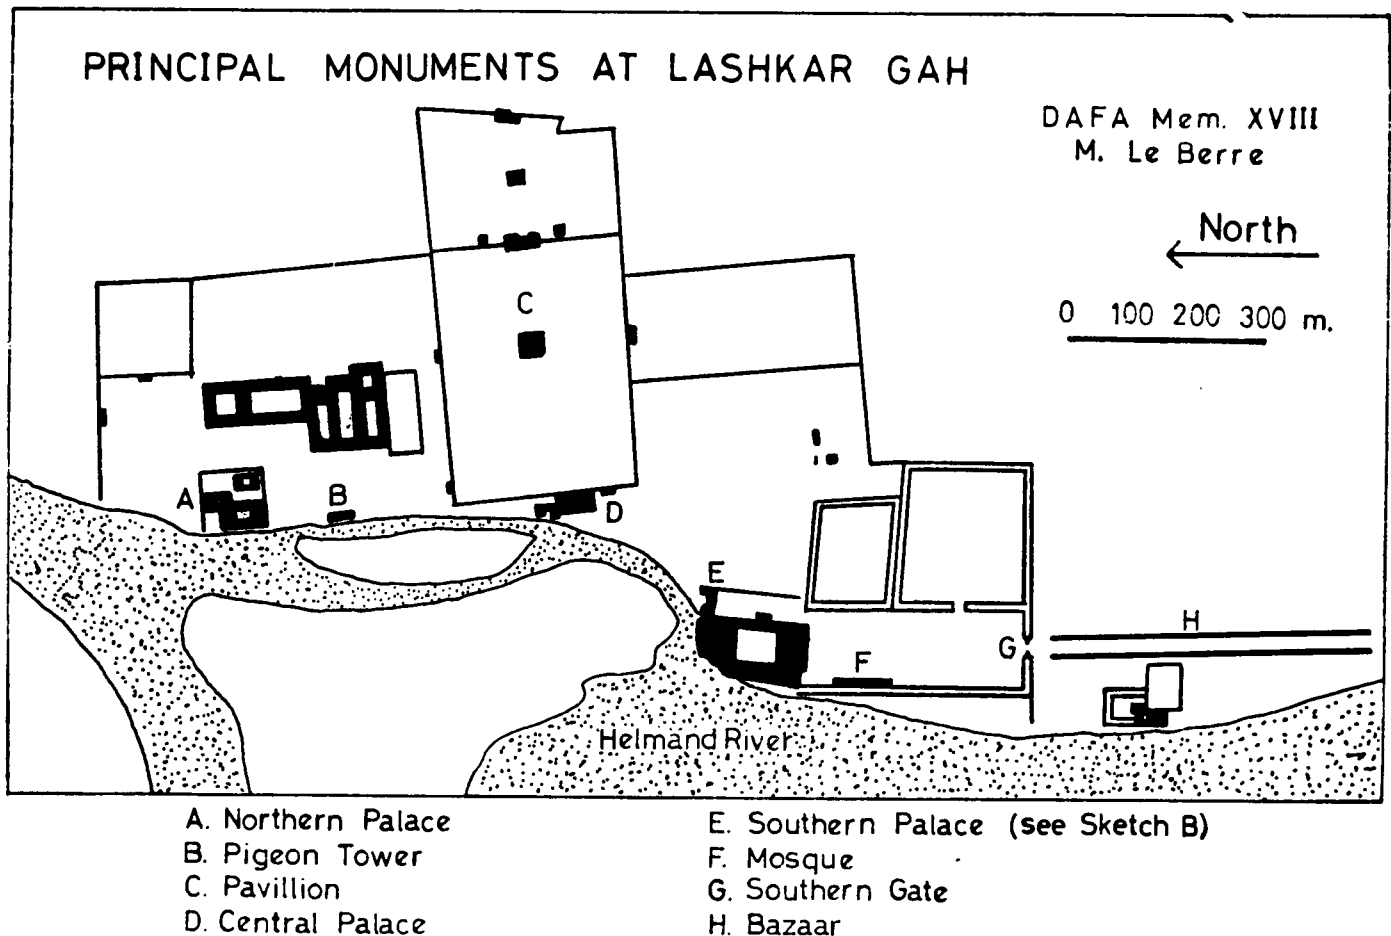 PRINCIPAL MONUMENTS AT LASHKAR GAH
DAFA Mem. XVIII
M. Le Berre
North
0 100 200 300 m.
C
A
B
D
E
F
G
H
Helmand River
A. Northern Palace
B. Pigeon Tower
C. Pavillion
D. Central Palace
E. Southern Palace (see Sketch B)
F. Mosque
G. Southern Gate
H. Bazaar